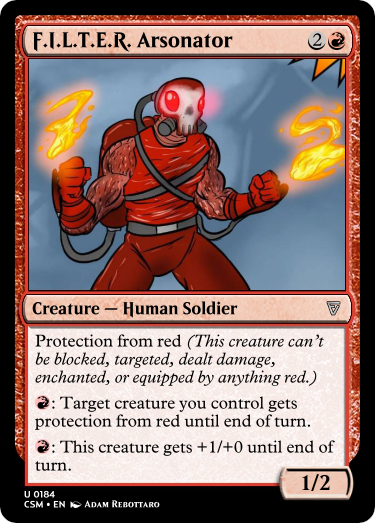 F.I.L.T.E.R. Arsonator 2
Creature — Human Soldier
Protection from red (This creature can't
be blocked, targeted, dealt damage,
enchanted, or equipped by anything red.)
: Target creature you control gets
protection from red until end of turn.
: This creature gets +1/+0 until end of
turn.
1/2
U 0184
CSM • EN Adam Rebottaro